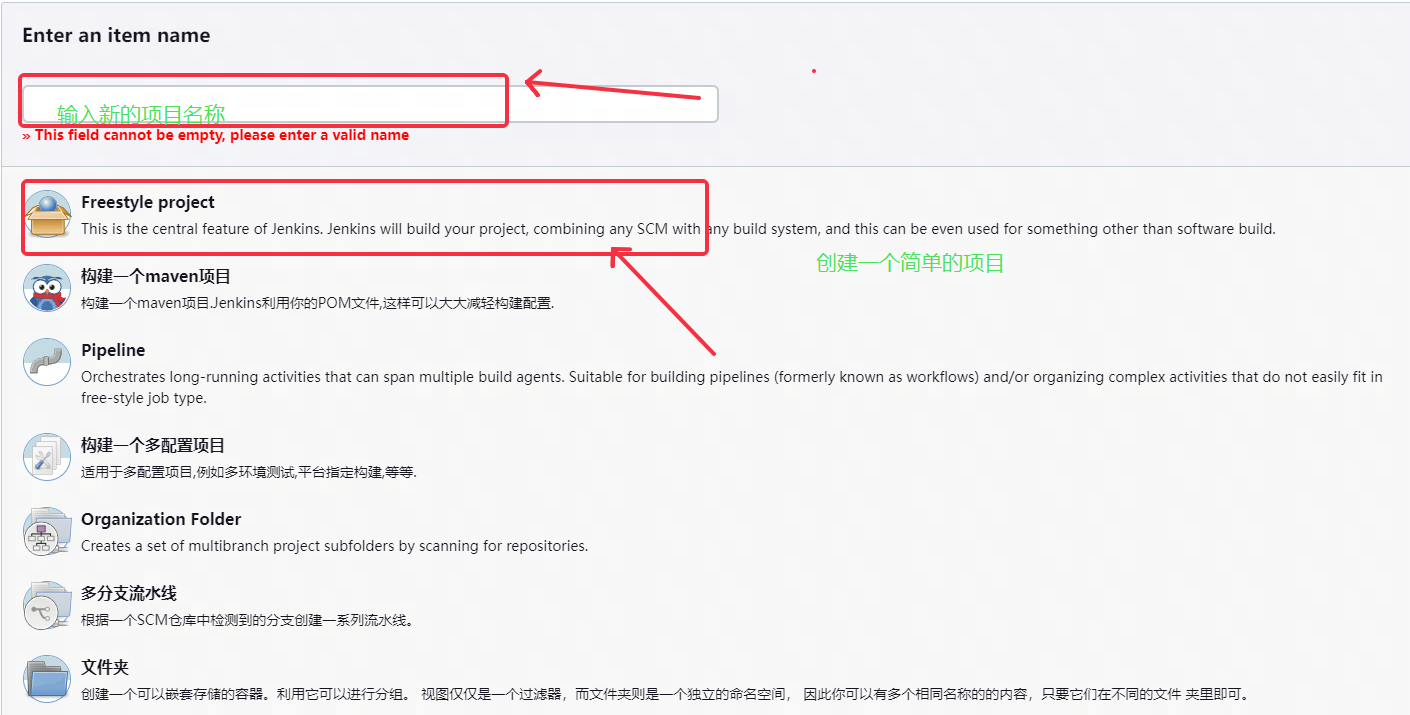 Enter an item name
输入新的项目名称
» This field cannot be empty, please enter a valid name
Freestyle project
This is the central feature of Jenkins. Jenkins will build your project, combining any SCM with any build system, and this can be even used for something other than software build.
创建一个简单的项目
构建一个maven项目
构建一个maven项目.Jenkins利用你的POM文件,这样可以大大减轻构建配置.
Pipeline
Orchestrates long-running activities that can span multiple build agents. Suitable for building pipelines (formerly known as workflows) and/or organizing complex activities that do not easily fit in
free-style job type.
构建一个多配置项目
适用于多配置项目,例如多环境测试,平台指定构建,等等.
Organization Folder
Creates a set of multibranch project subfolders by scanning for repositories.
多分支流水线
根据一个SCM仓库中检测到的分支创建一系列流水线。
文件夹
创建一个可以嵌套存储的容器。利用它可以进行分组。 视图仅仅是一个过滤器，而文件夹则是一个独立的命名空间， 因此你可以有多个相同名称的的内容，只要它们在不同的文件 夹里即可。